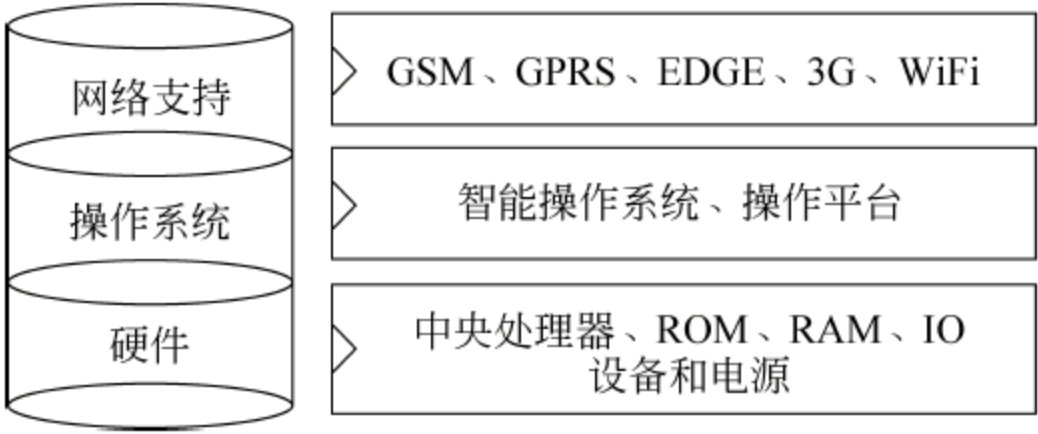 网络支持
GSM、GPRS、EDGE、3G、WiFi
操作系统
智能操作系统、操作平台
硬件
中央处理器、ROM、RAM、IO
设备和电源